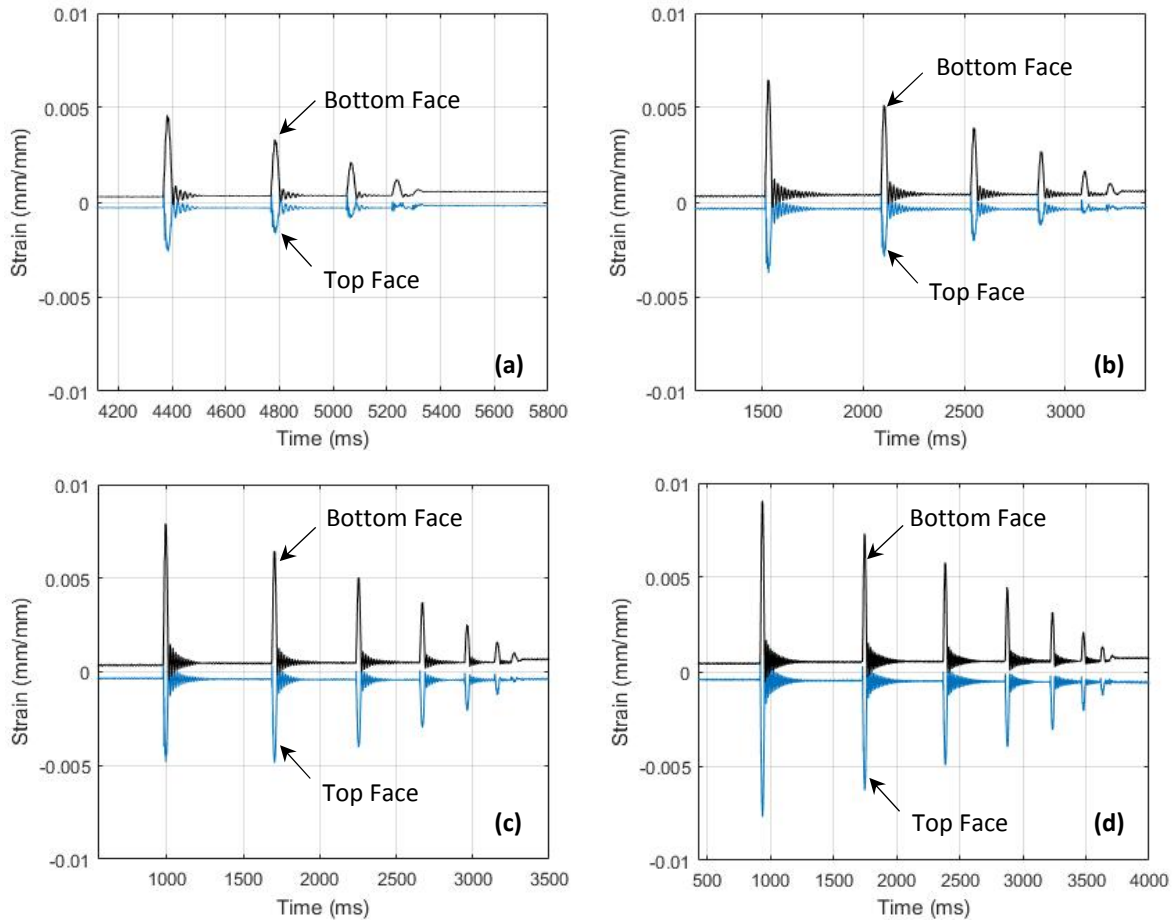 0.01
0.005
0
-0.005
-0.01
Strain (mm/mm)
Bottom Face
Top Face
(a)
4200 4400 4600 4800 5000 5200 5400 5600 5800
Time (ms)
0.01
0.005
0
-0.005
-0.01
Strain (mm/mm)
Bottom Face
Top Face
(b)
1500 2000 2500 3000
Time (ms)
0.01
0.005
0
-0.005
-0.01
Strain (mm/mm)
Bottom Face
Top Face
(c)
1000 1500 2000 2500 3000 3500
Time (ms)
0.01
0.005
0
-0.005
-0.01
Strain (mm/mm)
Bottom Face
Top Face
(d)
500 1000 1500 2000 2500 3000 3500 4000
Time (ms)